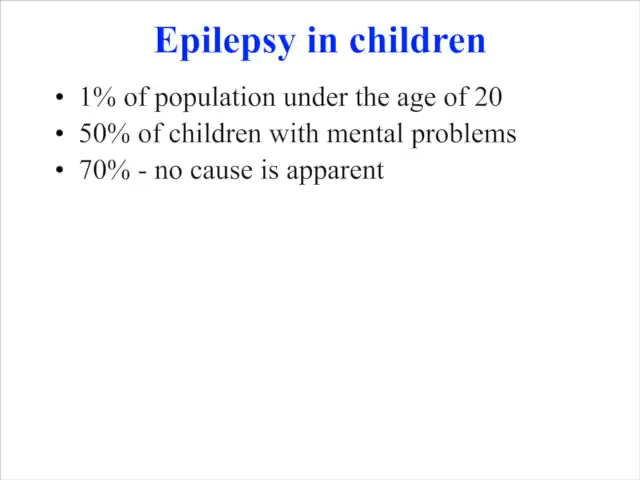 Epilepsy in children
• 1% of population under the age of 20
• 50% of children with mental problems
• 70% - no cause is apparent